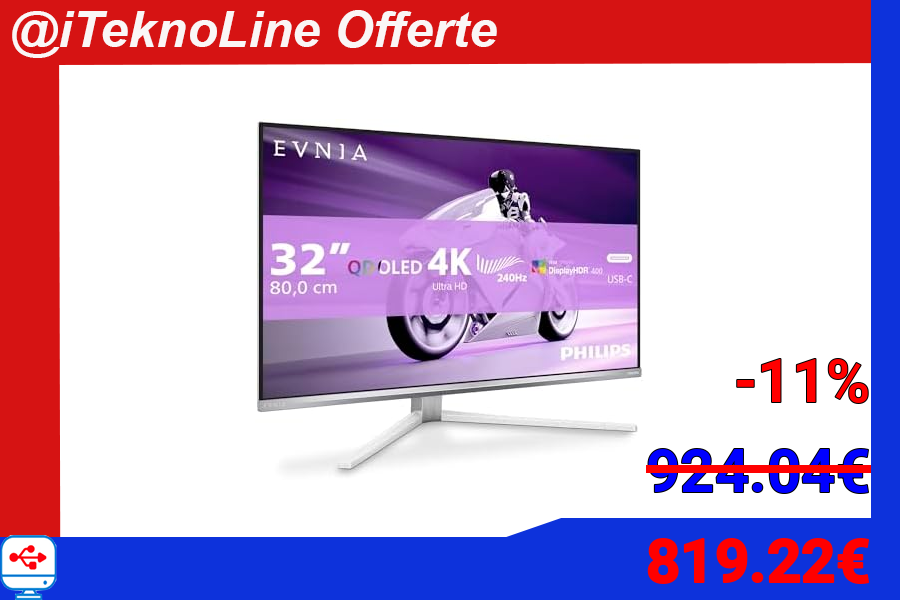 @iTeknoLine Offerte
EVNIA
32” QD OLED 4K 240Hz DisplayHDR 400
80,0 cm Ultra HD USB-C
PHILIPS
-11%
924.04€
819.22€